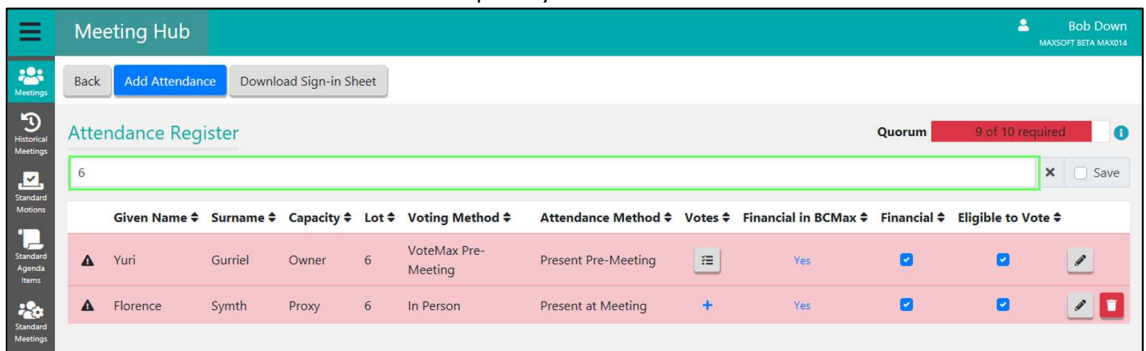 Meeting Hub
Bob Down
MAXSOFT BETA MAX014
Meetings
Back
Add Attendance
Download Sign-in Sheet
Historical
Meetings
Attendance Register
Quorum
9 of 10 required
6
Save
Standard
Motions
Given Name Surname Capacity Lot Voting Method Attendance Method Votes Financial in BCMax Financial Eligible to Vote
Standard
Agenda
Items
Yuri Gurriel Owner 6 VoteMax Pre-
Meeting Present Pre-Meeting Yes
Florence Symth Proxy 6 In Person Present at Meeting Yes
Standard
Meetings